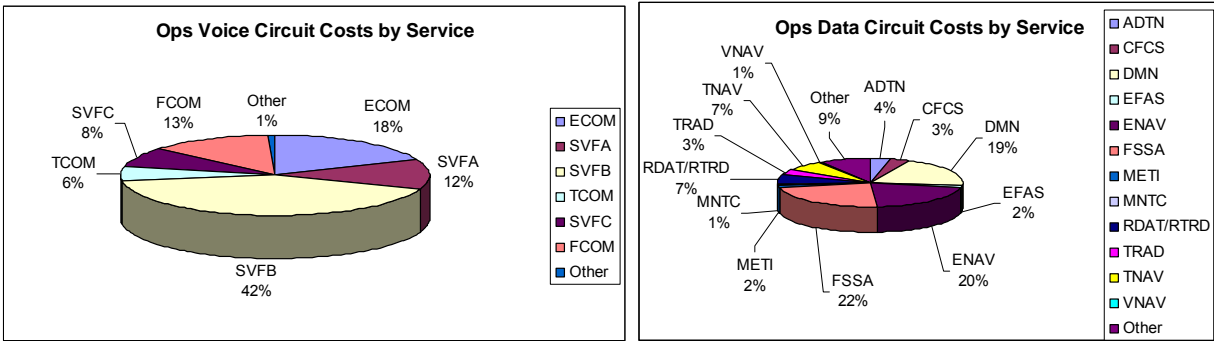 Ops Voice Circuit Costs by Service
Other
1%
ECOM
18%
FCOM
13%
SVFC
8%
SVFA
12%
TCOM
6%
SVFB
42%
ECOM
SVFA
SVFB
TCOM
SVFC
FCOM
Other
Ops Data Circuit Costs by Service
VNAV
1%
ADTN
4%
Other
9%
TNAV
7%
CFCS
3%
DMN
19%
TRAD
3%
RDAT/RTRD
7%
EFAS
2%
MNTC
1%
METI
2%
FSSA
22%
ENAV
20%
ADTN
CFCS
DMN
EFAS
ENAV
FSSA
METI
MNTC
RDAT/RTRD
TRAD
TNAV
VNAV
Other